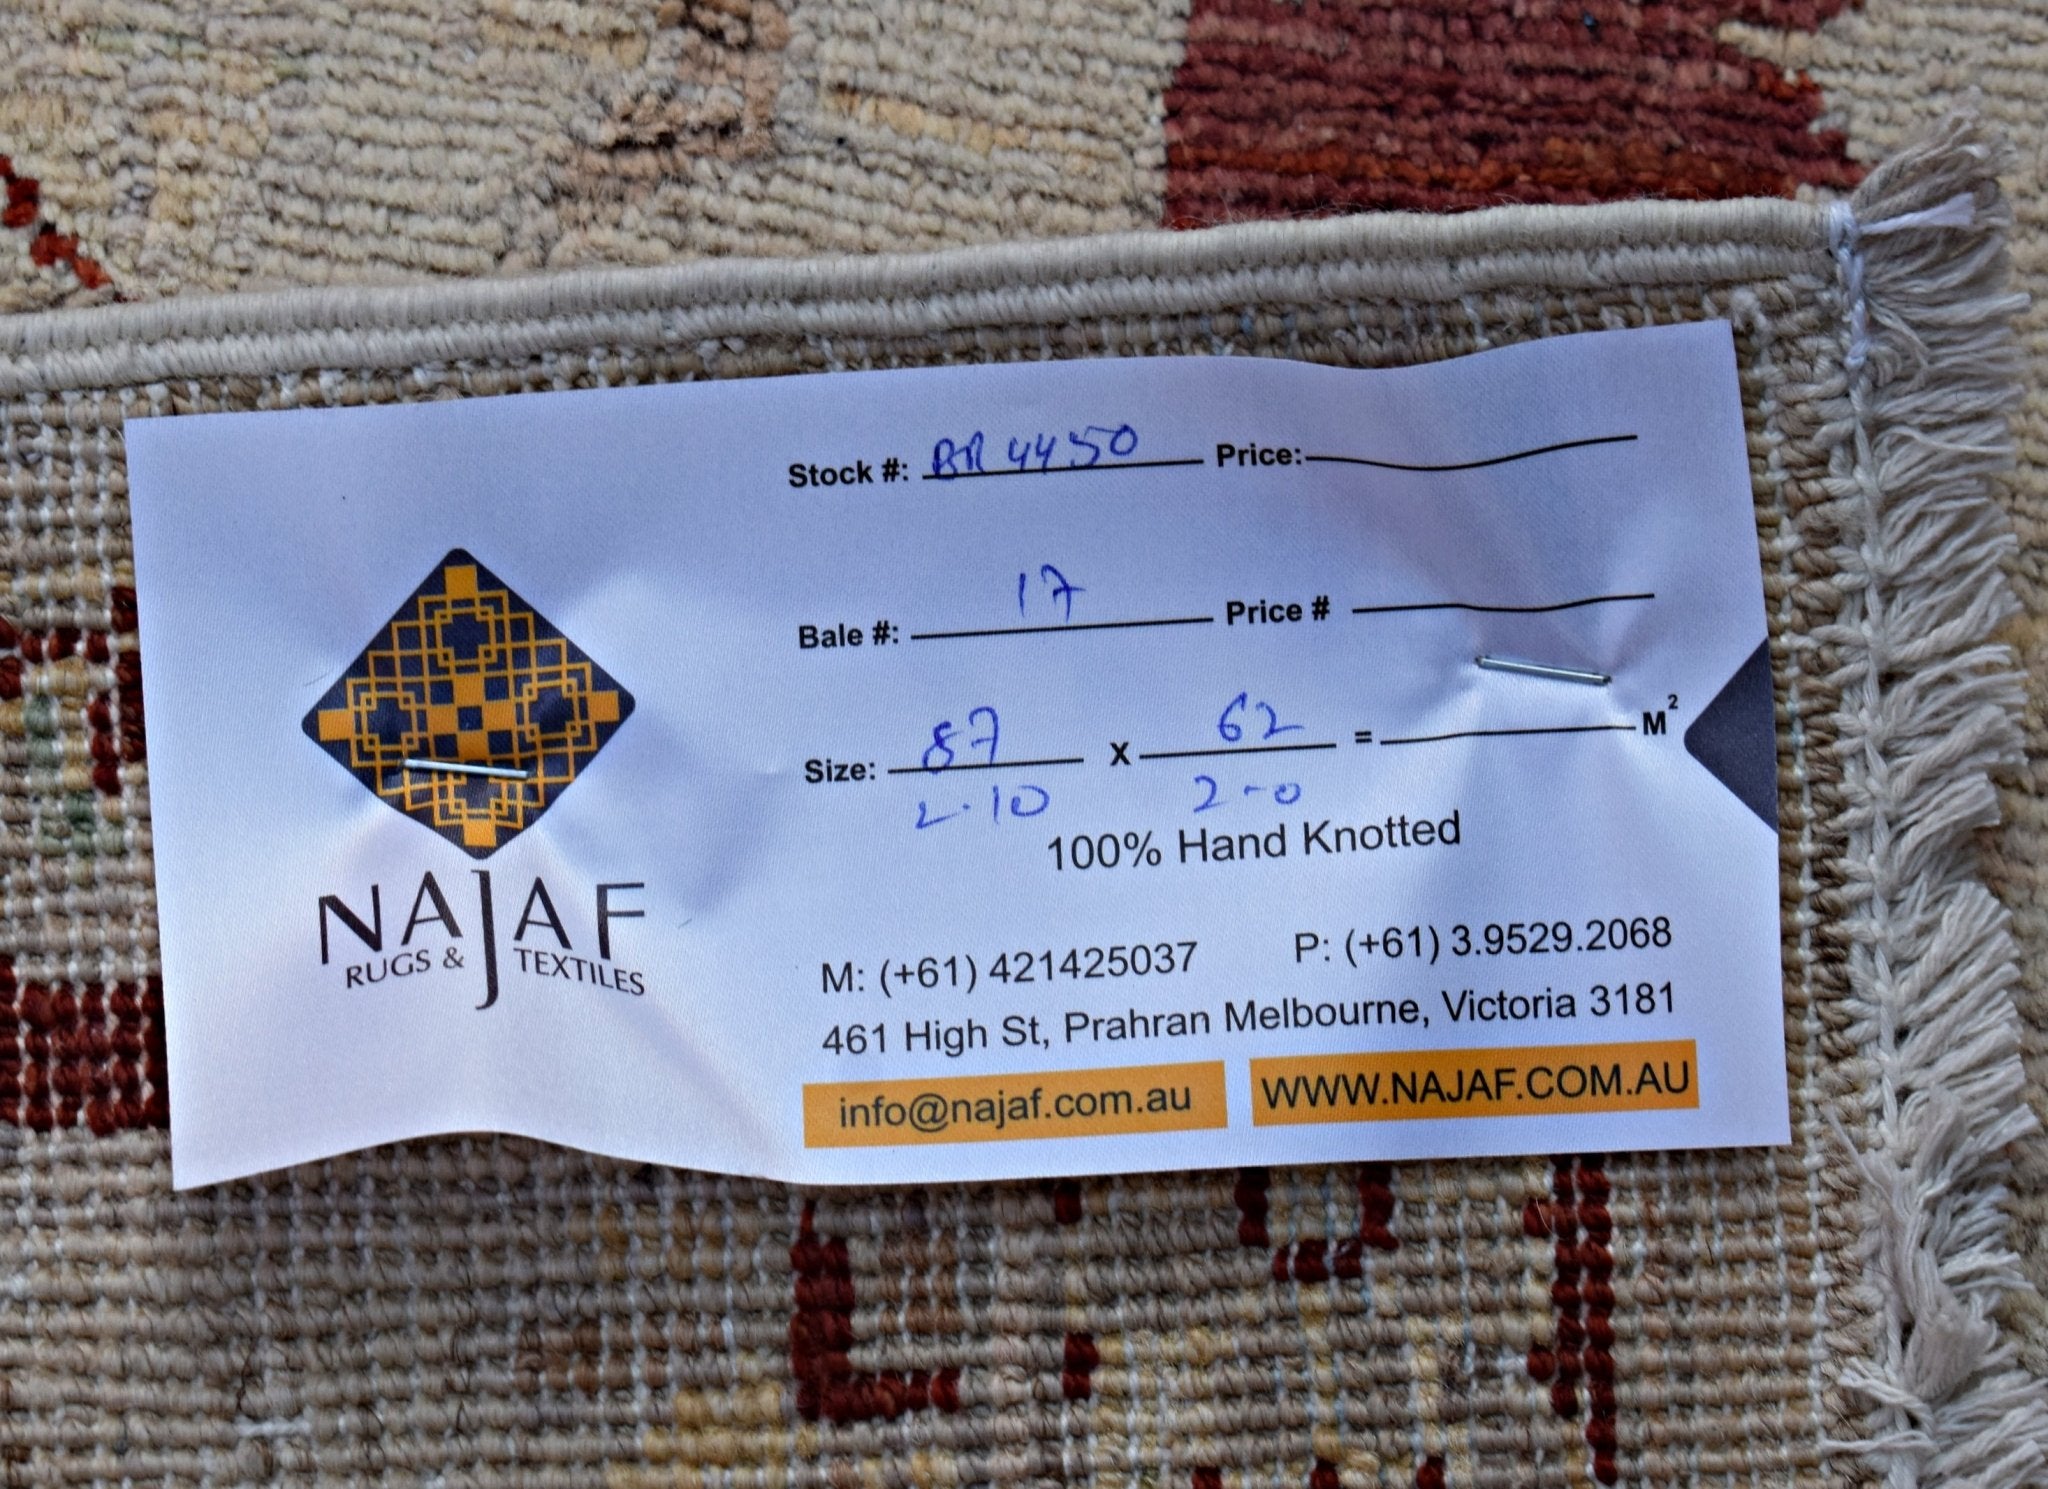 NAJAF
RUGS & TEXTILES
Stock #: BR 4450 Price:
Bale #: 17 Price #
Size: 87 X 62 = M²
2-10 2-0
100% Hand Knotted
M: (+61) 421425037 P: (+61) 3.9529.2068
461 High St, Prahran Melbourne, Victoria 3181
info@najaf.com.au WWW.NAJAF.COM.AU